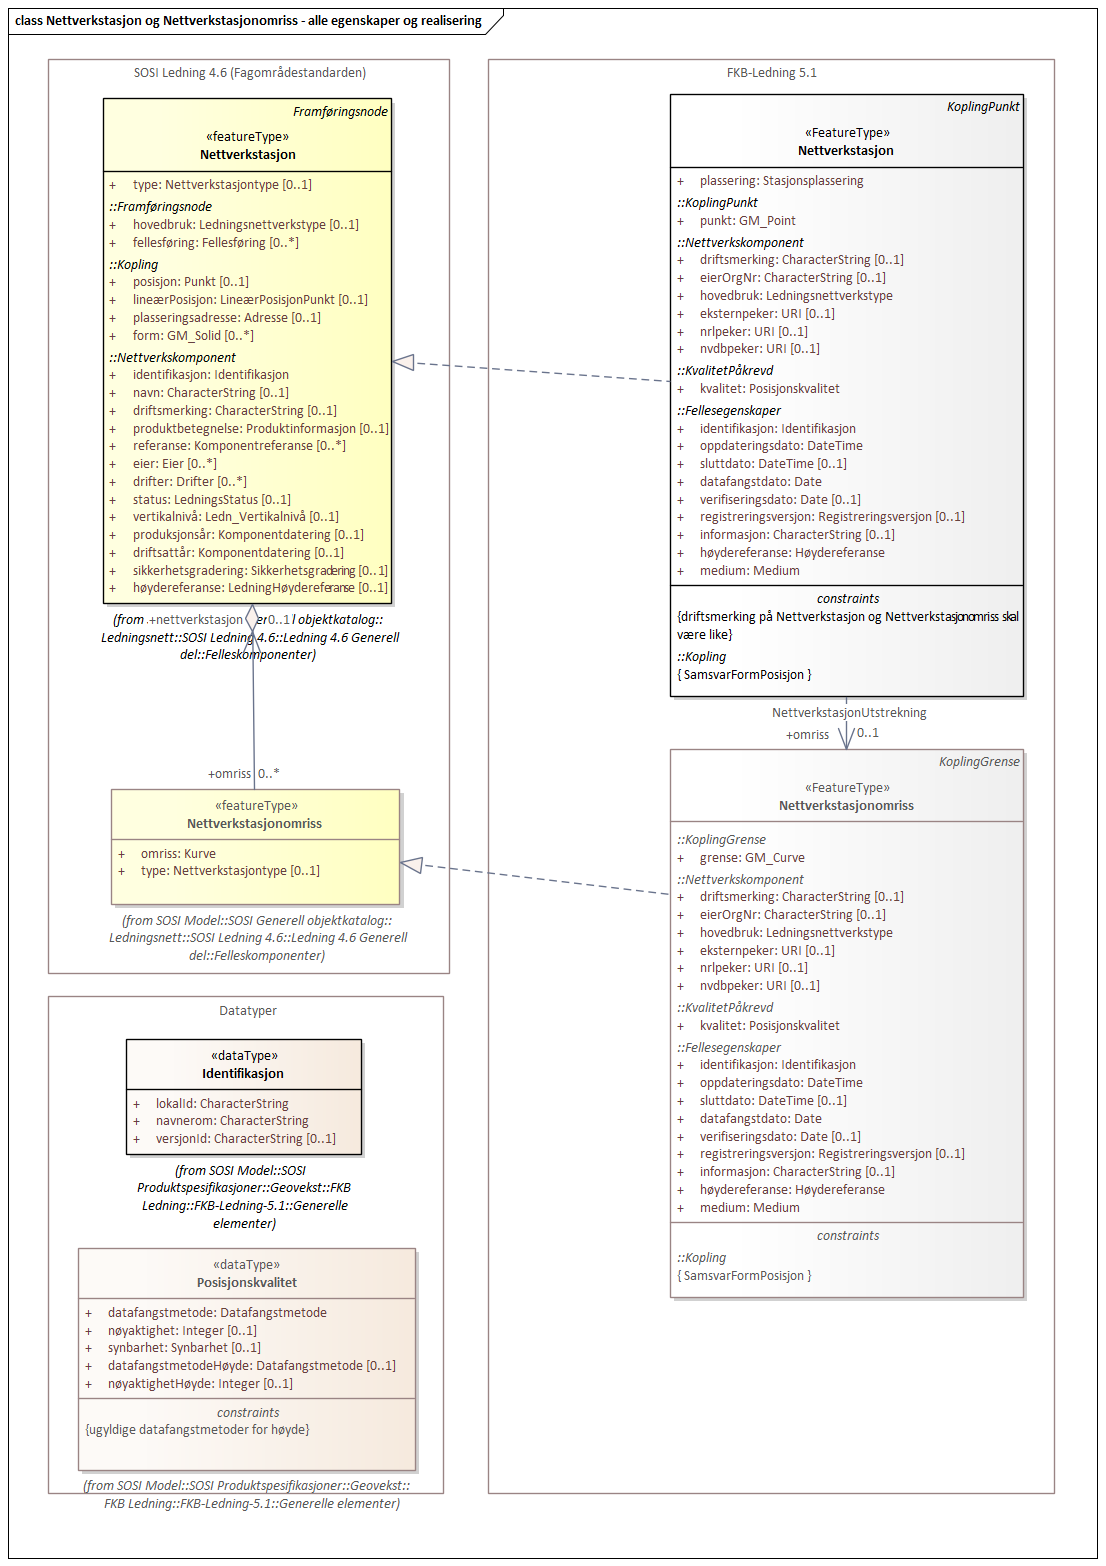 class Nettverkstasjon og Nettverkstasjonomriss - alle egenskaper og realisering
SOSI Ledning 4.6 (Fagområdestandarden)
Framføringsnode
«featureType»
Nettverkstasjon
+ type: Nettverkstasjontype [0..1]
::Framføringsnode
+ hovedbruk: Ledningsnettverkstype [0..1]
+ fellesføring: Fellesføring [0..*]
::Kopling
+ posisjon: Punkt [0..1]
+ lineærPosisjon: LineærPosisjonPunkt [0..1]
+ plasseringsadresse: Adresse [0..1]
+ form: GM_Solid [0..*]
::Nettverkskomponent
+ identifikasjon: Identifikasjon
+ navn: CharacterString [0..1]
+ driftsmerking: CharacterString [0..1]
+ produktbetegnelse: Produktinformasjon [0..1]
+ referanse: Komponentreferanse [0..*]
+ eier: Eier [0..*]
+ drifter: Drifter [0..*]
+ status: LedningsStatus [0..1]
+ vertikalnivå: Ledn_Vertikalnivå [0..1]
+ produksjonsår: Komponentdatering [0..1]
+ driftsattår: Komponentdatering [0..1]
+ sikkerhetsgradering: Sikkerhetsgradering [0..1]
+ høydereferanse: LedningHøydereferanse [0..1]
(from +nettverkstasjon 0..1 l objektkatalog::
Ledningsnett::SOSI Ledning 4.6::Ledning 4.6 Generell
del::Felleskomponenter)
+omriss 0..*
«featureType»
Nettverkstasjonomriss
+ omriss: Kurve
+ type: Nettverkstasjontype [0..1]
(from SOSI Model::SOSI Generell objektkatalog::
Ledningsnett::SOSI Ledning 4.6::Ledning 4.6 Generell
del::Felleskomponenter)
Datatyper
«dataType»
Identifikasjon
+ lokalId: CharacterString
+ navnerom: CharacterString
+ versjonId: CharacterString [0..1]
(from SOSI Model::SOSI
Produktspesifikasjoner::Geovekst::FKB
Ledning::FKB-Ledning-5.1::Generelle
elementer)
«dataType»
Posisjonskvalitet
+ datafangstmetode: Datafangstmetode
+ nøyaktighet: Integer [0..1]
+ synbarhet: Synbarhet [0..1]
+ datafangstmetodeHøyde: Datafangstmetode [0..1]
+ nøyaktighetHøyde: Integer [0..1]
constraints
{ugyldige datafangstmetoder for høyde}
(from SOSI Model::SOSI Produktspesifikasjoner::Geovekst::
FKB Ledning::FKB-Ledning-5.1::Generelle elementer)
FKB-Ledning 5.1
KoplingPunkt
«FeatureType»
Nettverkstasjon
+ plassering: Stasjonsplassering
::KoplingPunkt
+ punkt: GM_Point
::Nettverkskomponent
+ driftsmerking: CharacterString [0..1]
+ eierOrgNr: CharacterString [0..1]
+ hovedbruk: Ledningsnettverkstype
+ eksternpeker: URI [0..1]
+ nrlpeker: URI [0..1]
+ nvdbpeker: URI [0..1]
::KvalitetPåkrevd
+ kvalitet: Posisjonskvalitet
::Fellesegenskaper
+ identifikasjon: Identifikasjon
+ oppdateringsdato: DateTime
+ sluttdato: DateTime [0..1]
+ datafangstdato: Date
+ verifiseringsdato: Date [0..1]
+ registreringsversjon: Registreringsversjon [0..1]
+ informasjon: CharacterString [0..1]
+ høydereferanse: Høydereferanse
+ medium: Medium
constraints
{driftsmerking på Nettverkstasjon og Nettverkstasjonomriss skal
være like}
::Kopling
{ SamsvarFormPosisjon }
NettverkstasjonUtstrekning
+omriss 0..1
KoplingGrense
«FeatureType»
Nettverkstasjonomriss
::KoplingGrense
+ grense: GM_Curve
::Nettverkskomponent
+ driftsmerking: CharacterString [0..1]
+ eierOrgNr: CharacterString [0..1]
+ hovedbruk: Ledningsnettverkstype
+ eksternpeker: URI [0..1]
+ nrlpeker: URI [0..1]
+ nvdbpeker: URI [0..1]
::KvalitetPåkrevd
+ kvalitet: Posisjonskvalitet
::Fellesegenskaper
+ identifikasjon: Identifikasjon
+ oppdateringsdato: DateTime
+ sluttdato: DateTime [0..1]
+ datafangstdato: Date
+ verifiseringsdato: Date [0..1]
+ registreringsversjon: Registreringsversjon [0..1]
+ informasjon: CharacterString [0..1]
+ høydereferanse: Høydereferanse
+ medium: Medium
constraints
::Kopling
{ SamsvarFormPosisjon }